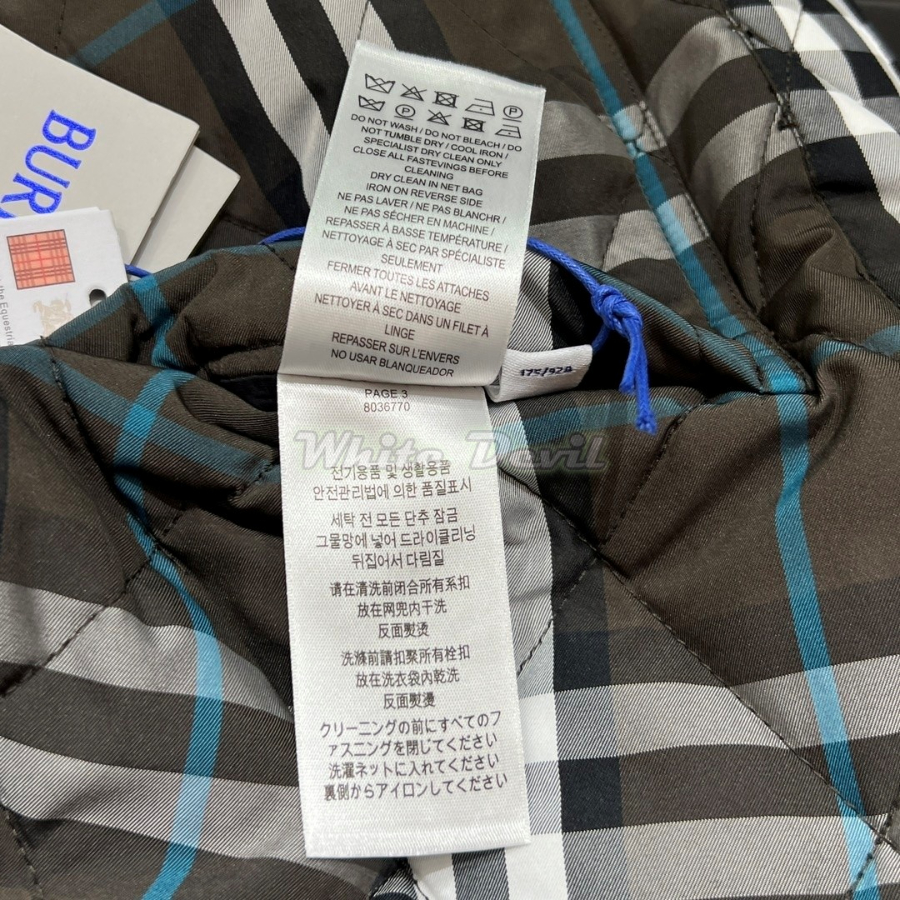 BUR
the Equestria
DO NOT WASH / DO NOT BLEACH / DO
NOT TUMBLE DRY / COOL IRON /
SPECIALIST DRY CLEAN ONLY
CLOSE ALL FASTEVINGS BEFORE
CLEANING
DRY CLEAN IN NET BAG
IRON ON REVERSE SIDE
NE PAS LAVER / NE PAS BLANCHR /
NE PAS SÉCHER EN MACHINE /
REPASSER À BASSE TEMPÉRATURE /
NETTOYAGE À SEC PAR SPÉCIALISTE
SEULEMENT
FERMER TOUTES LES ATTACHES
AVANT LE NETTOYAGE
NETTOYER À SEC DANS UN FILET À
LINGE
REPASSER SUR L'ENVERS
NO USAR BLANQUEADOR
175/92A
PAGE 3
8036770
White Devil
전기용품 및 생활용품
안전관리법에 의한 품질표시
세탁 전 모든 단추 잠금
그물망에 넣어 드라이클리닝
뒤집어서 다림질
请在清洗前闭合所有系扣
放在网兜内干洗
反面熨烫
洗滌前請扣緊所有栓扣
放在洗衣袋內乾洗
反面熨燙
クリーニングの前にすべてのフ
ァスニングを閉じてください
洗濯ネットに入れてください
裏側からアイロンしてください